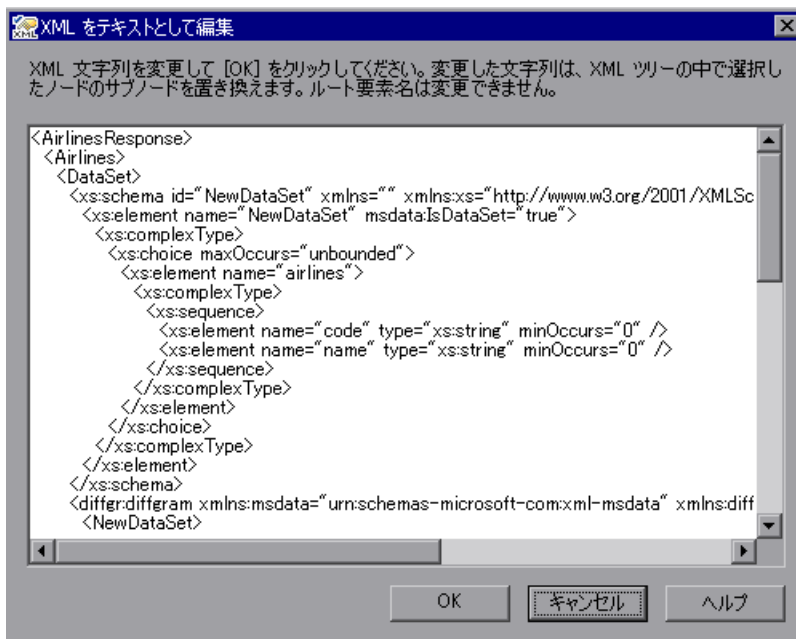 XML をテキストとして編集
XML 文字列を変更して [OK] をクリックしてください。変更した文字列は、XML ツリーの中で選択し
たノードのサブノードを置き換えます。ルート要素名は変更できません。
<AirlinesResponse>
<Airlines>
<DataSet>
<xs:schema id="NewDataSet" xmlns="" xmlns:xs="http://www.w3.org/2001/XMLSc
<xs:element name="NewDataSet" msdata:IsDataSet="true">
<xs:complexType>
<xs:choice maxOccurs="unbounded">
<xs:element name="airlines">
<xs:complexType>
<xs:sequence>
<xs:element name="code" type="xs:string" minOccurs="0" />
<xs:element name="name" type="xs:string" minOccurs="0" />
</xs:sequence>
</xs:complexType>
</xs:element>
</xs:choice>
</xs:complexType>
</xs:element>
</xs:schema>
<diffgr:diffgram xmlns:msdata="urn:schemas-microsoft-com:xml-msdata" xmlns:diff
<NewDataSet>
OK キャンセル ヘルプ